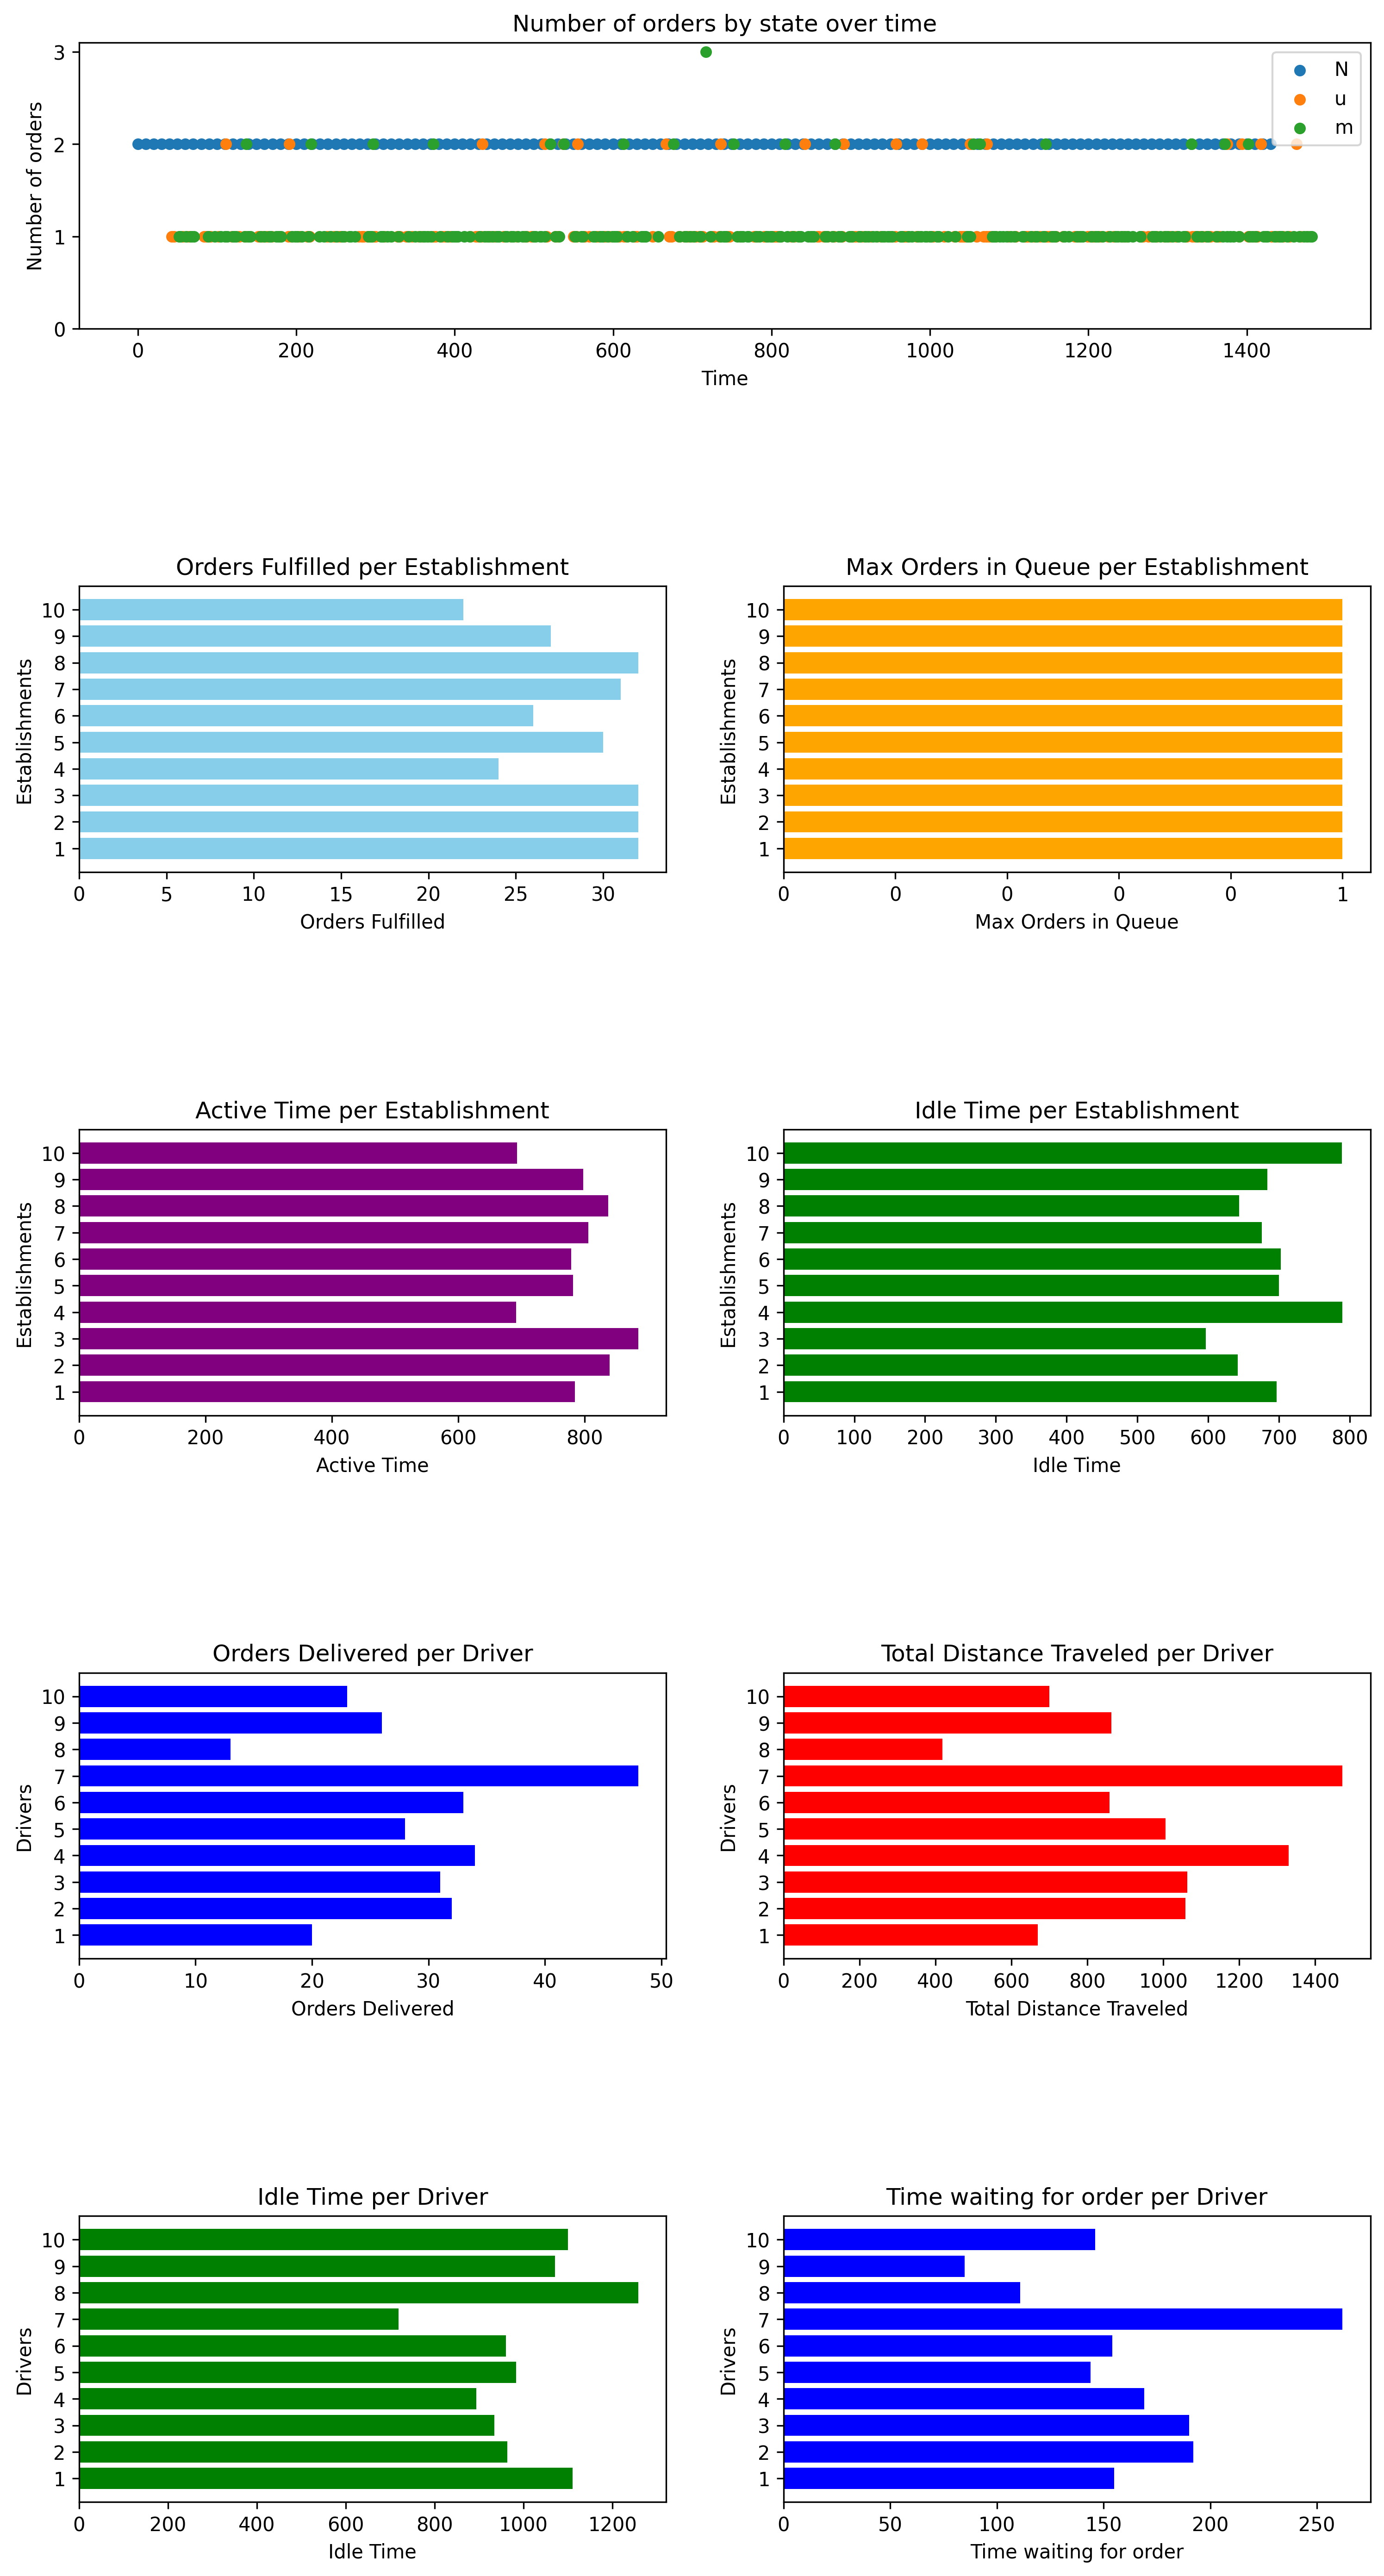 Number of orders by state over time
Number of orders
3
2
1
0
N
u
m
0 200 400 600 800 1000 1200 1400
Time
Orders Fulfilled per Establishment
Establishments
10
9
8
7
6
5
4
3
2
1
0 5 10 15 20 25 30
Orders Fulfilled
Max Orders in Queue per Establishment
Establishments
10
9
8
7
6
5
4
3
2
1
0 0 0 0 0 1
Max Orders in Queue
Active Time per Establishment
Establishments
10
9
8
7
6
5
4
3
2
1
0 200 400 600 800
Active Time
Idle Time per Establishment
Establishments
10
9
8
7
6
5
4
3
2
1
0 100 200 300 400 500 600 700 800
Idle Time
Orders Delivered per Driver
Drivers
10
9
8
7
6
5
4
3
2
1
0 10 20 30 40 50
Orders Delivered
Total Distance Traveled per Driver
Drivers
10
9
8
7
6
5
4
3
2
1
0 200 400 600 800 1000 1200 1400
Total Distance Traveled
Idle Time per Driver
Drivers
10
9
8
7
6
5
4
3
2
1
0 200 400 600 800 1000 1200
Idle Time
Time waiting for order per Driver
Drivers
10
9
8
7
6
5
4
3
2
1
0 50 100 150 200 250
Time waiting for order